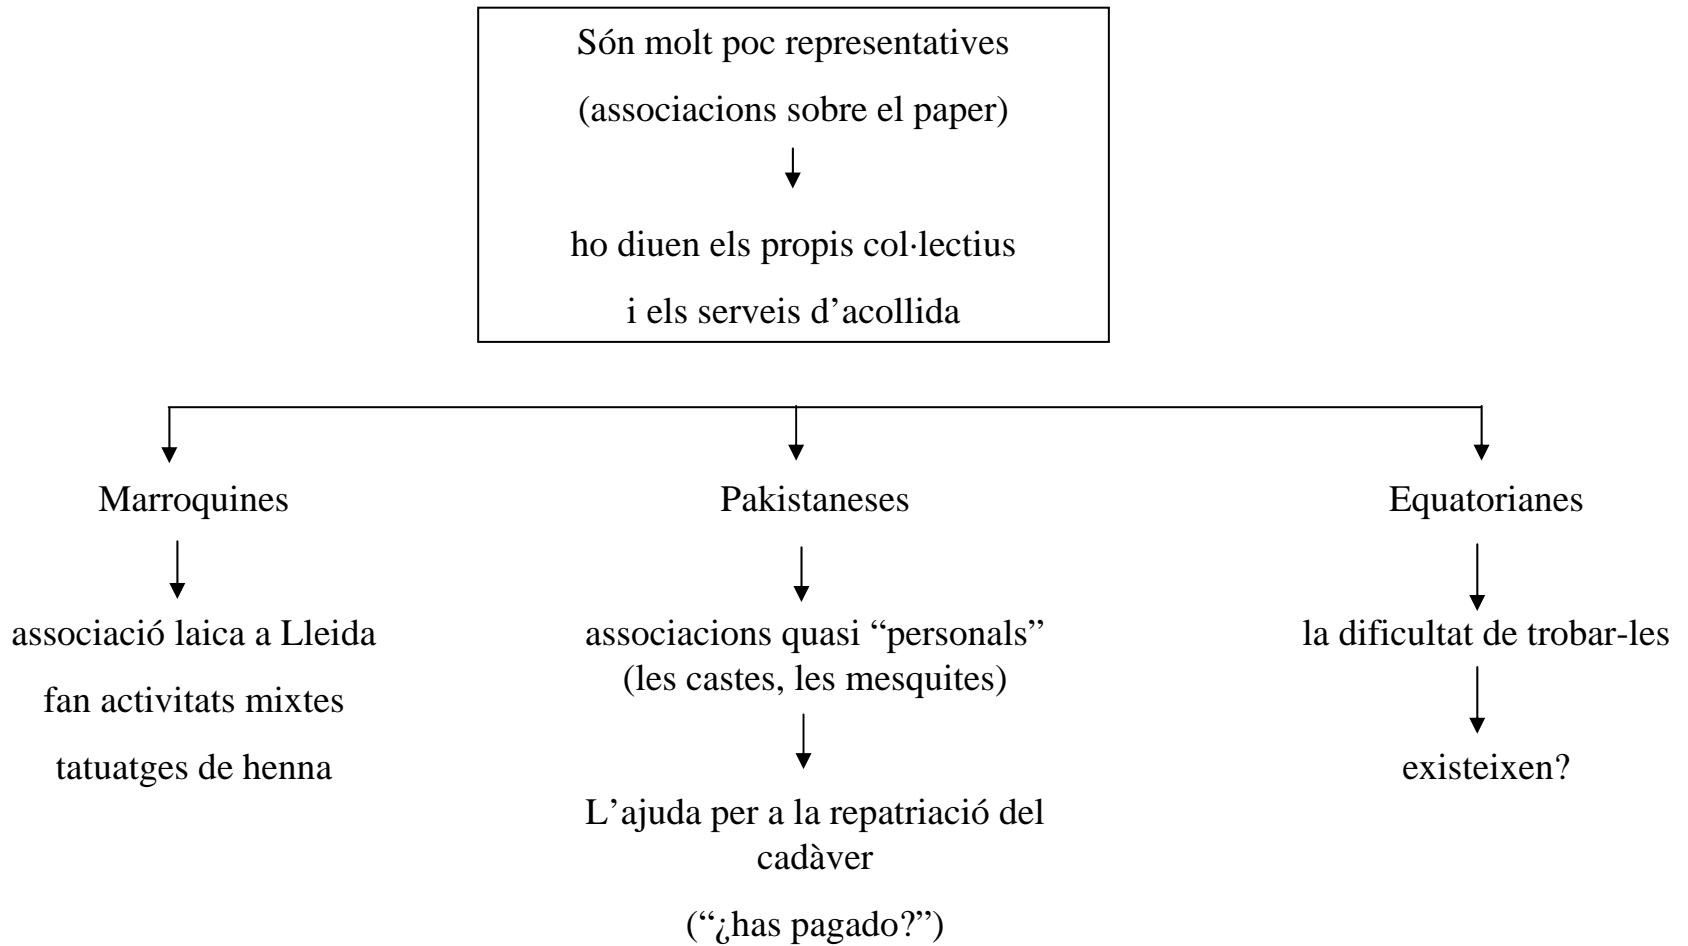 Són molt poc representatives
(associacions sobre el paper)
ho diuen els propis col·lectius
i els serveis d’acollida
Marroquines
associació laica a Lleida
fan activitats mixtes
tatuatges de henna
Pakistaneses
associacions quasi “personals”
(les castes, les mesquites)
L’ajuda per a la repatriació del
cadàver
(“¿has pagado?”)
Equatorianes
la dificultat de trobar-les
existeixen?